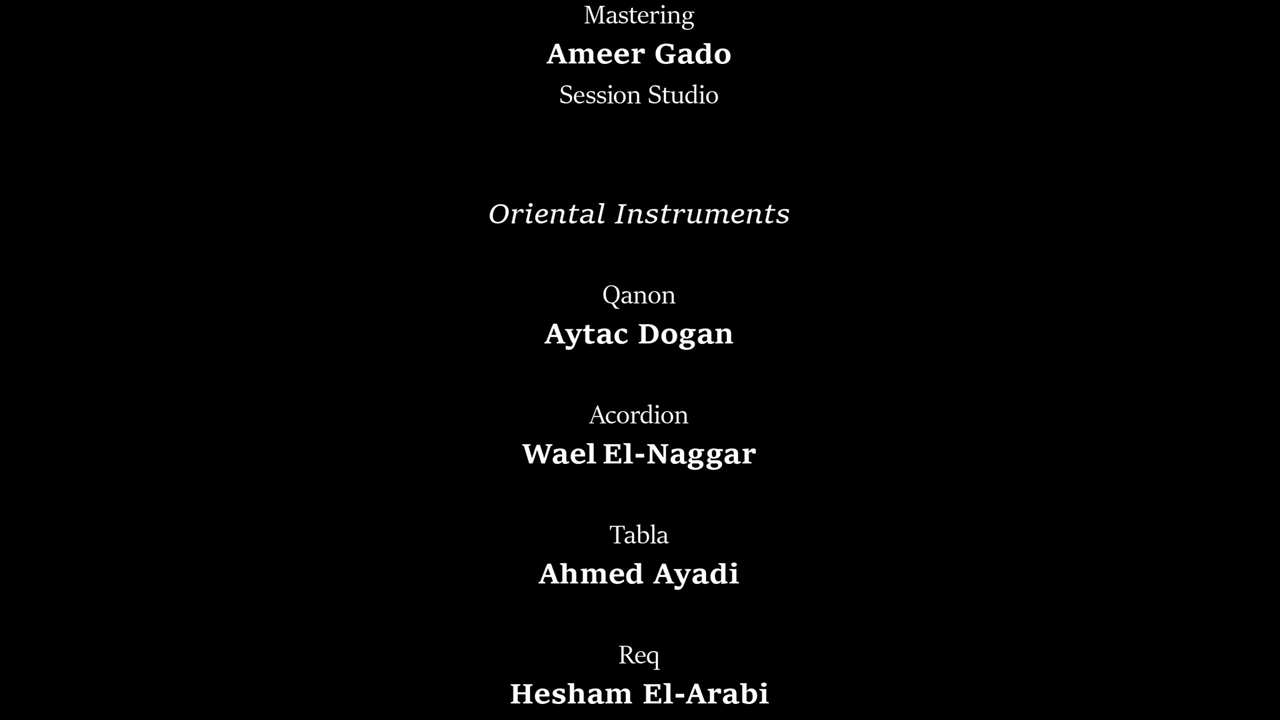 Mastering
Ameer Gado
Session Studio
Oriental Instruments
Qanon
Aytac Dogan
Acordion
Wael El-Naggar
Tabla
Ahmed Ayadi
Req
Hesham El-Arabi